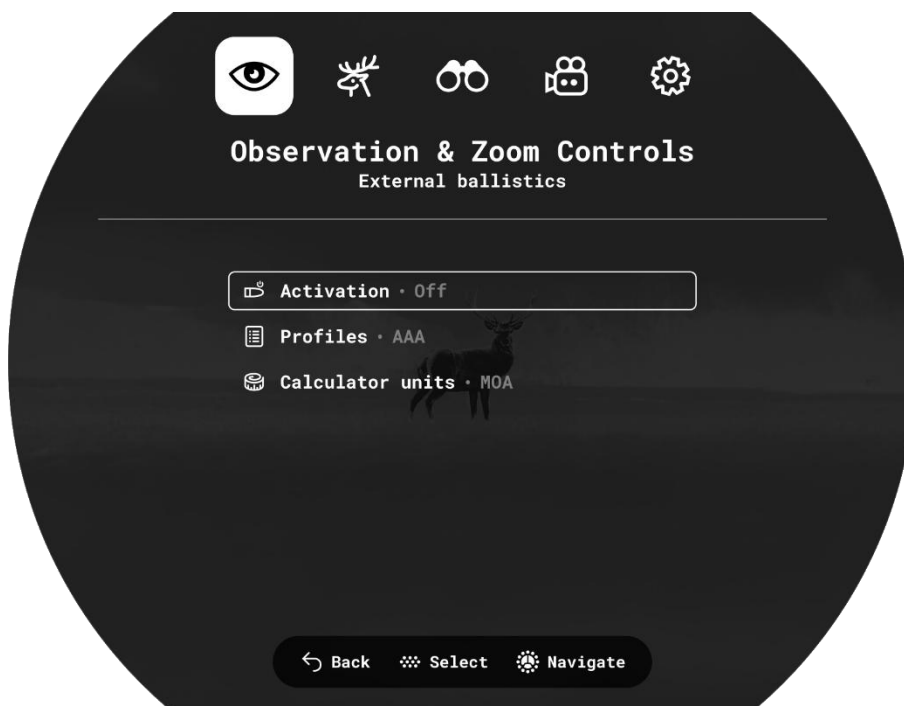 Observation & Zoom Controls
External ballistics
Activation · Off
Profiles · AAA
Calculator units · MOA
Back Select Navigate